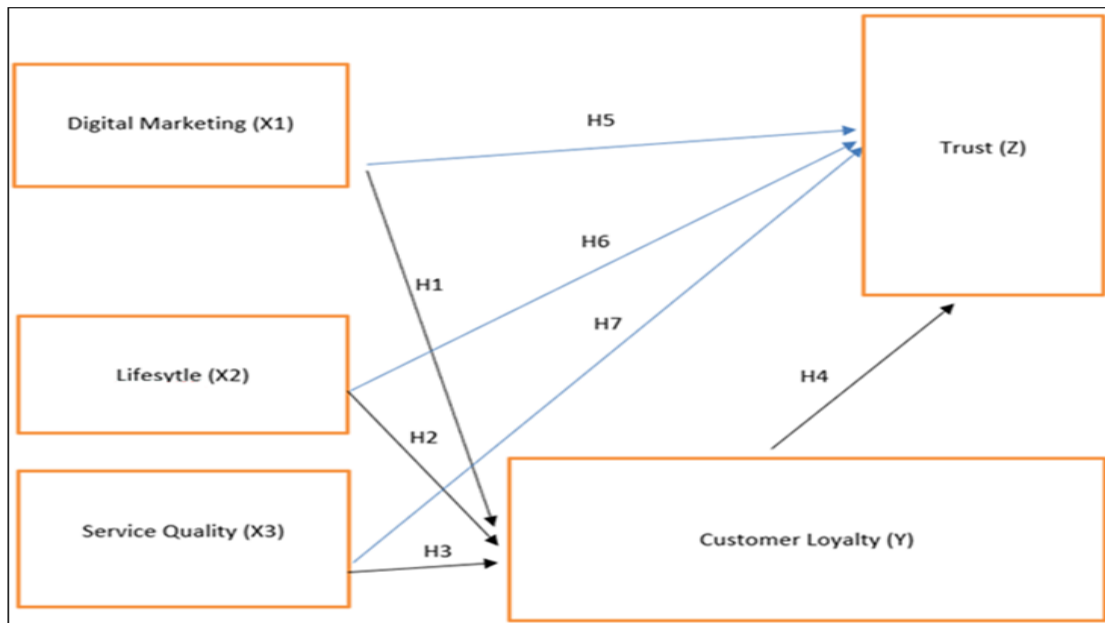 Digital Marketing (X1)
H5
Trust (Z)
H6
H1
H7
Lifesytle (X2)
H4
H2
Service Quality (X3)
H3
Customer Loyalty (Y)